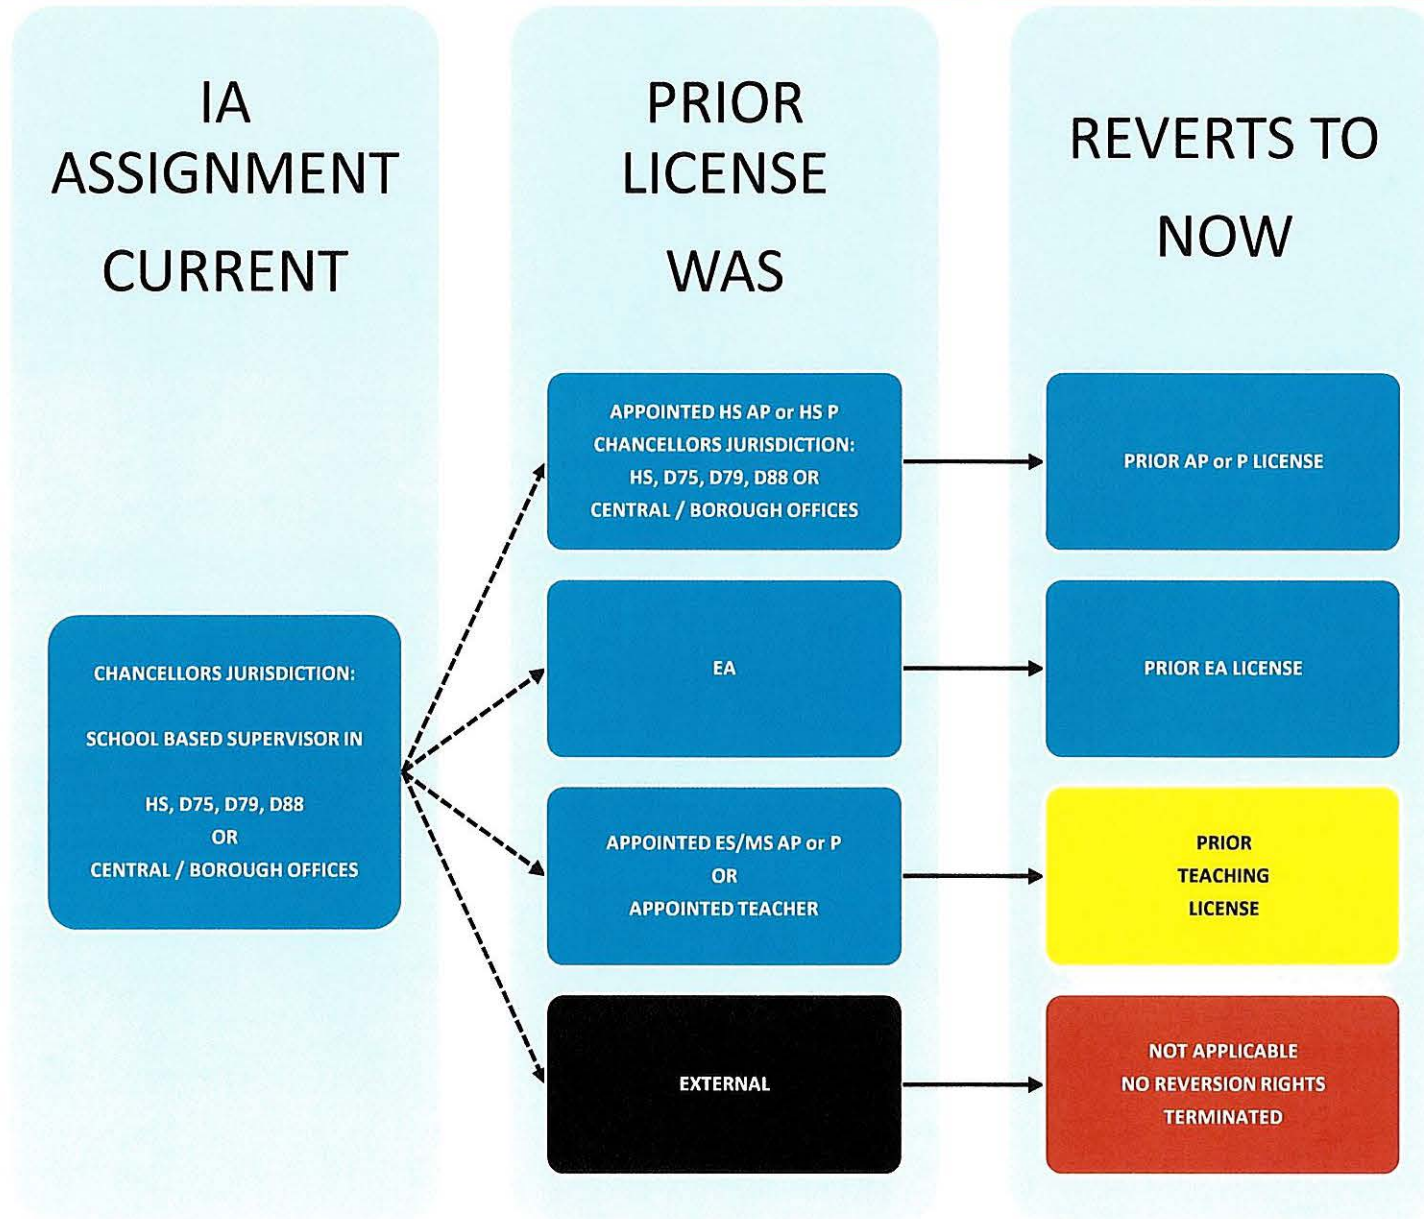 IA
ASSIGNMENT
CURRENT
PRIOR
LICENSE
WAS
REVERTS TO
NOW
CHANCELLORS JURISDICTION:
SCHOOL BASED SUPERVISOR IN
HS, D75, D79, D88
OR
CENTRAL / BOROUGH OFFICES
APPOINTED HS AP or HS P
CHANCELLORS JURISDICTION:
HS, D75, D79, D88 OR
CENTRAL / BOROUGH OFFICES
PRIOR AP or P LICENSE
EA
PRIOR EA LICENSE
APPOINTED ES/MS AP or P
OR
APPOINTED TEACHER
PRIOR
TEACHING
LICENSE
EXTERNAL
NOT APPLICABLE
NO REVERSION RIGHTS
TERMINATED